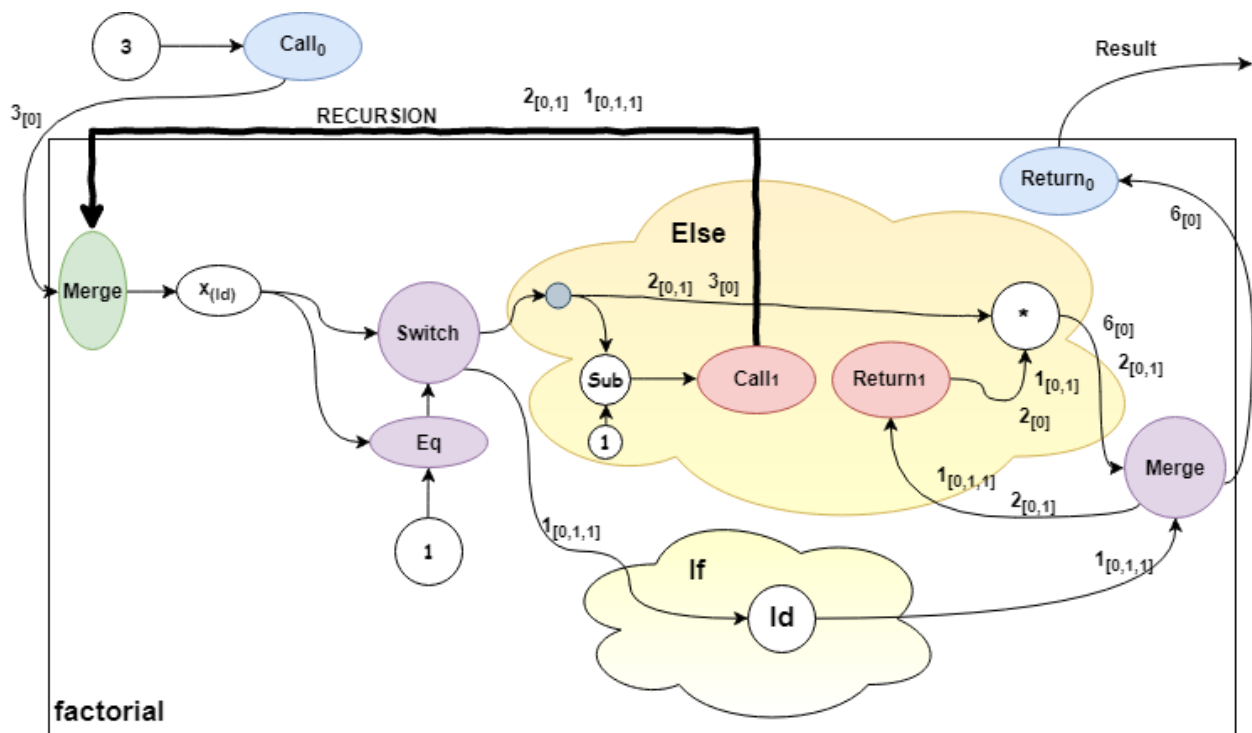 3
Call₀
Result
3[0]
RECURSION
2[0,1] 1[0,1,1]
Return₀
6[0]
Else
Merge
X(Id)
Switch
2[0,1] 3[0]
*
6[0]
2[0,1]
Sub
Call₁
Return₁
1[0,1]
2[0]
1
Eq
Merge
1[0,1,1]
2[0,1]
1
1[0,1,1]
1[0,1,1]
If
Id
factorial